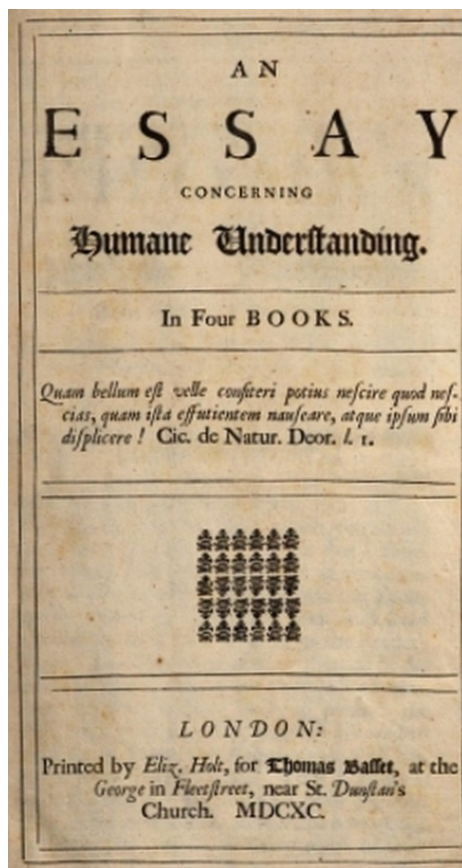 AN
ESSAY
CONCERNING
Humane Underſtanding.
In Four BOOKS.
Quam bellum eſt velle confiteri potius neſcire quod neſ-
cias, quam iſta effutientem nauſeare, atque ipſum ſibi
diſplicere ! Cic. de Natur. Deor. l. 1.
LONDON:
Printed by Eliz. Holt, for Thomas Baſſet, at the
George in Fleetſtreet, near St. Dunſtan's
Church. MDCXC.